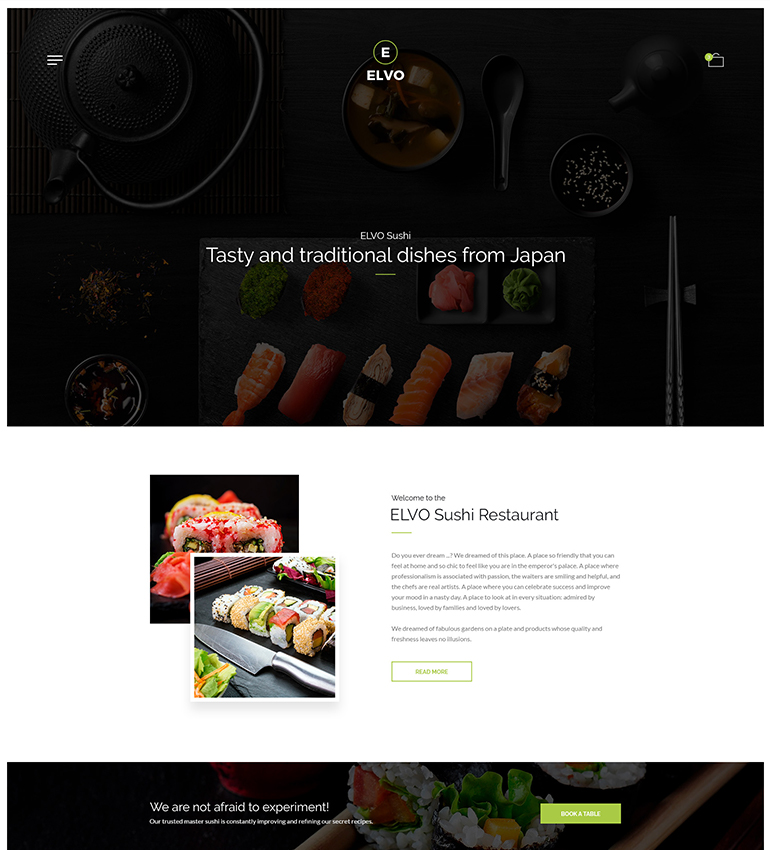 E
ELVO
ELVO Sushi
Tasty and traditional dishes from Japan
Welcome to the
ELVO Sushi Restaurant
Do you ever dream ...? We dreamed of this place. A place so friendly that you can
feel at home and so chic to feel like you are in the emperor's palace. A place where
professionalism is associated with passion, the waiters are smiling and helpful, and
the chefs are real artists. A place where you can celebrate success and improve
your mood in a nasty day. A place to look at in every situation: admired by
business, loved by families and loved by lovers.
We dreamed of fabulous gardens on a plate and products whose quality and
freshness leaves no illusions.
READ MORE
We are not afraid to experiment!
Our trusted master sushi is constantly improving and refining our secret recipes.
BOOK A TABLE